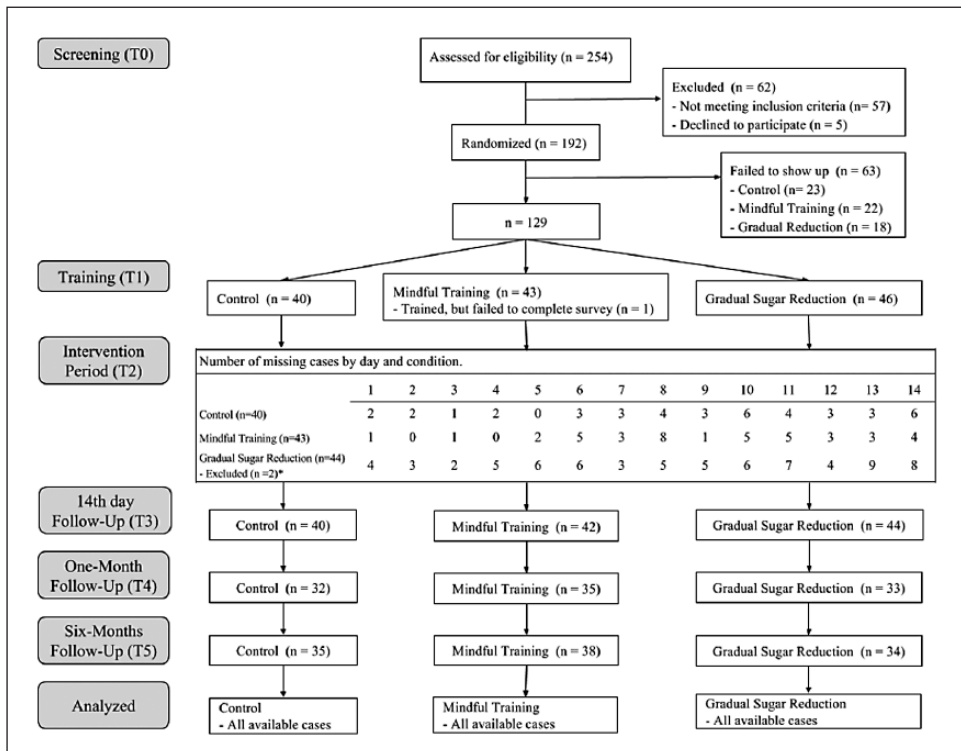 Screening (T0)
Assessed for eligibility (n = 254)
Excluded (n = 62)
- Not meeting inclusion criteria (n= 57)
- Declined to participate (n = 5)
Randomized (n = 192)
Failed to show up (n = 63)
- Control (n= 23)
- Mindful Training (n = 22)
- Gradual Reduction (n = 18)
n = 129
Training (T1)
Control (n = 40)
Mindful Training (n = 43)
- Trained, but failed to complete survey (n = 1)
Gradual Sugar Reduction (n = 46)
Intervention
Period (T2)
Number of missing cases by day and condition.
1 2 3 4 5 6 7 8 9 10 11 12 13 14
Control (n=40) 2 2 1 2 0 3 3 4 3 6 4 3 3 6
Mindful Training (n=43) 1 0 1 0 2 5 3 8 1 5 5 3 3 4
Gradual Sugar Reduction (n=44)
- Excluded (n =2)* 4 3 2 5 6 6 3 5 5 6 7 4 9 8
14th day
Follow-Up (T3)
Control (n = 40)
Mindful Training (n = 42)
Gradual Sugar Reduction (n = 44)
One-Month
Follow-Up (T4)
Control (n = 32)
Mindful Training (n = 35)
Gradual Sugar Reduction (n = 33)
Six-Months
Follow-Up (T5)
Control (n = 35)
Mindful Training (n = 38)
Gradual Sugar Reduction (n = 34)
Analyzed
Control
- All available cases
Mindful Training
- All available cases
Gradual Sugar Reduction
- All available cases